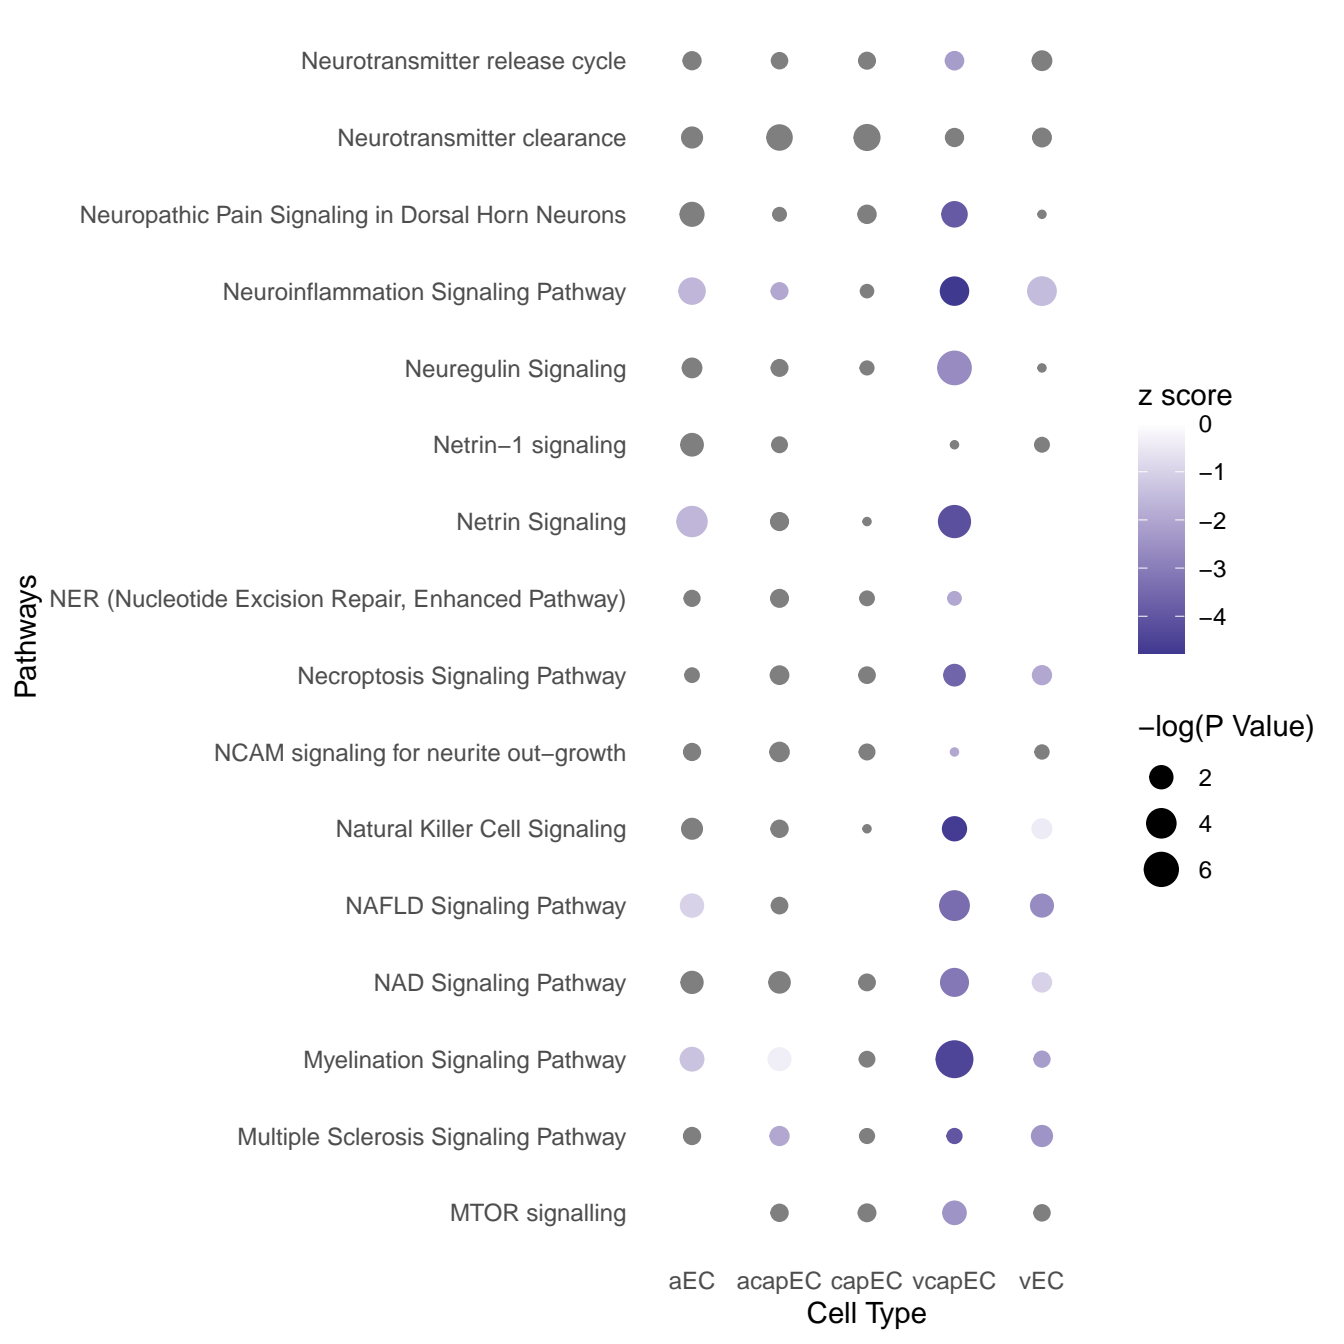 Neurotransmitter release cycle
Neurotransmitter clearance
Neuropathic Pain Signaling in Dorsal Horn Neurons
Neuroinflammation Signaling Pathway
Neuregulin Signaling
Netrin−1 signaling
Netrin Signaling
NER (Nucleotide Excision Repair, Enhanced Pathway)
Necroptosis Signaling Pathway
NCAM signaling for neurite out−growth
Natural Killer Cell Signaling
NAFLD Signaling Pathway
NAD Signaling Pathway
Myelination Signaling Pathway
Multiple Sclerosis Signaling Pathway
MTOR signalling
Pathways
aEC acapEC capEC vcapEC vEC
Cell Type
z score
0
−1
−2
−3
−4
−log(P Value)
2
4
6